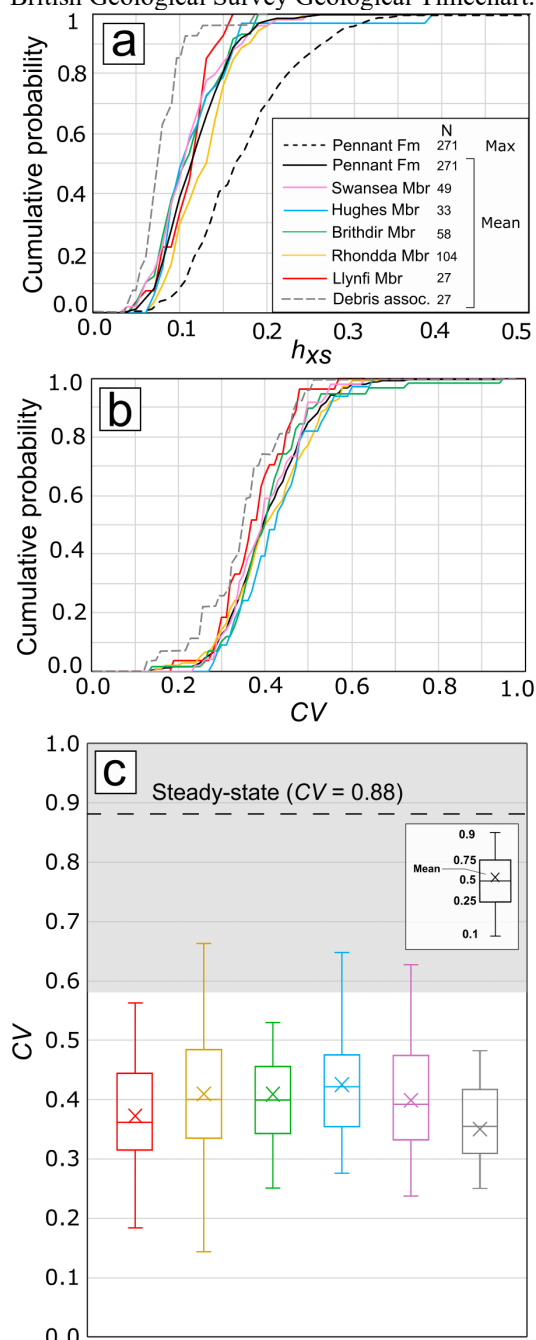 British Geological Survey Geological Timechart.
a
Cumulative probability
1
0.8
0.6
0.4
0.2
0.0
0.0 0.1 0.2 0.3 0.4 0.5
hxs
N
Pennant Fm 271 Max
Pennant Fm 271
Swansea Mbr 49
Hughes Mbr 33
Brithdir Mbr 58
Rhondda Mbr 104
Llynfi Mbr 27
Debris assoc. 27
Mean
b
Cumulative probability
1.0
0.8
0.6
0.4
0.2
0.0
0.0 0.2 0.4 0.6 0.8 1.0
CV
c
CV
1.0
0.9
0.8
0.7
0.6
0.5
0.4
0.3
0.2
0.1
0.0
Steady-state (CV = 0.88)
0.9
0.75
Mean
0.5
0.25
0.1